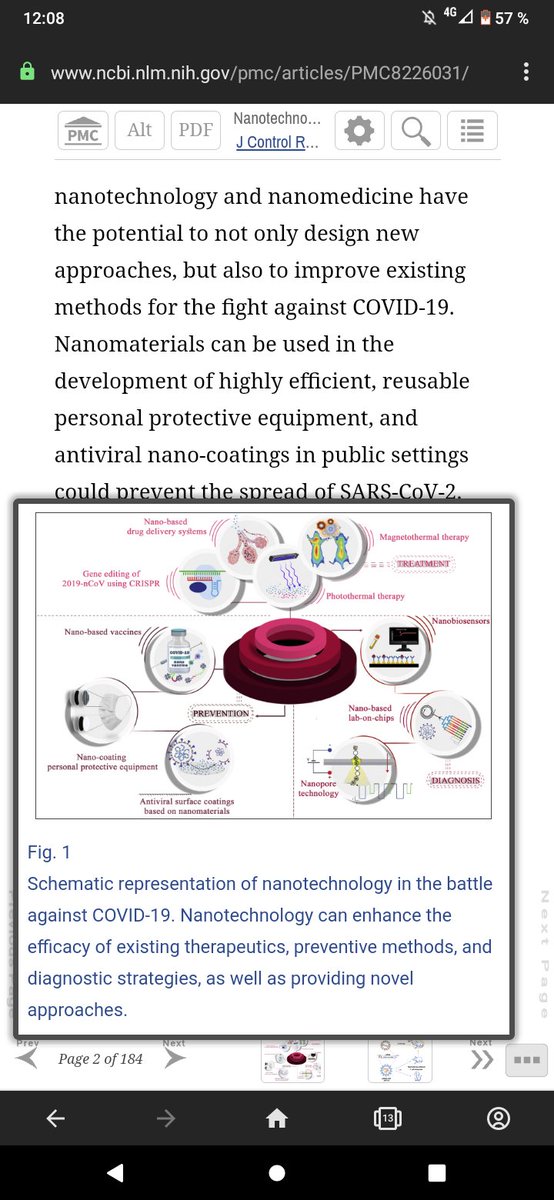 12:08
4G
57 %
www.ncbi.nlm.nih.gov/pmc/articles/PMC8226031/
PMC
Alt
PDF
Nanotechno...
J Control R...
nanotechnology and nanomedicine have
the potential to not only design new
approaches, but also to improve existing
methods for the fight against COVID-19.
Nanomaterials can be used in the
development of highly efficient, reusable
personal protective equipment, and
antiviral nano-coatings in public settings
could prevent the spread of SARS-CoV-2.
Nano-based
drug delivery systems
Magnetothermal therapy
TREATMENT
Gene editing of
2019-nCoV using CRISPR
Photothermal therapy
Nano-based vaccines
COVID-19
Nanobiosensors
PREVENTION
Nano-based
lab-on-chips
Nano-coating
personal protective equipment
Nanopore
technology
DIAGNOSIS
Antiviral surface coatings
based on nanomaterials
Fig. 1
Schematic representation of nanotechnology in the battle
against COVID-19. Nanotechnology can enhance the
efficacy of existing therapeutics, preventive methods, and
diagnostic strategies, as well as providing novel
approaches.
Next Page
Prev
Page 2 of 184
Next
Next
13